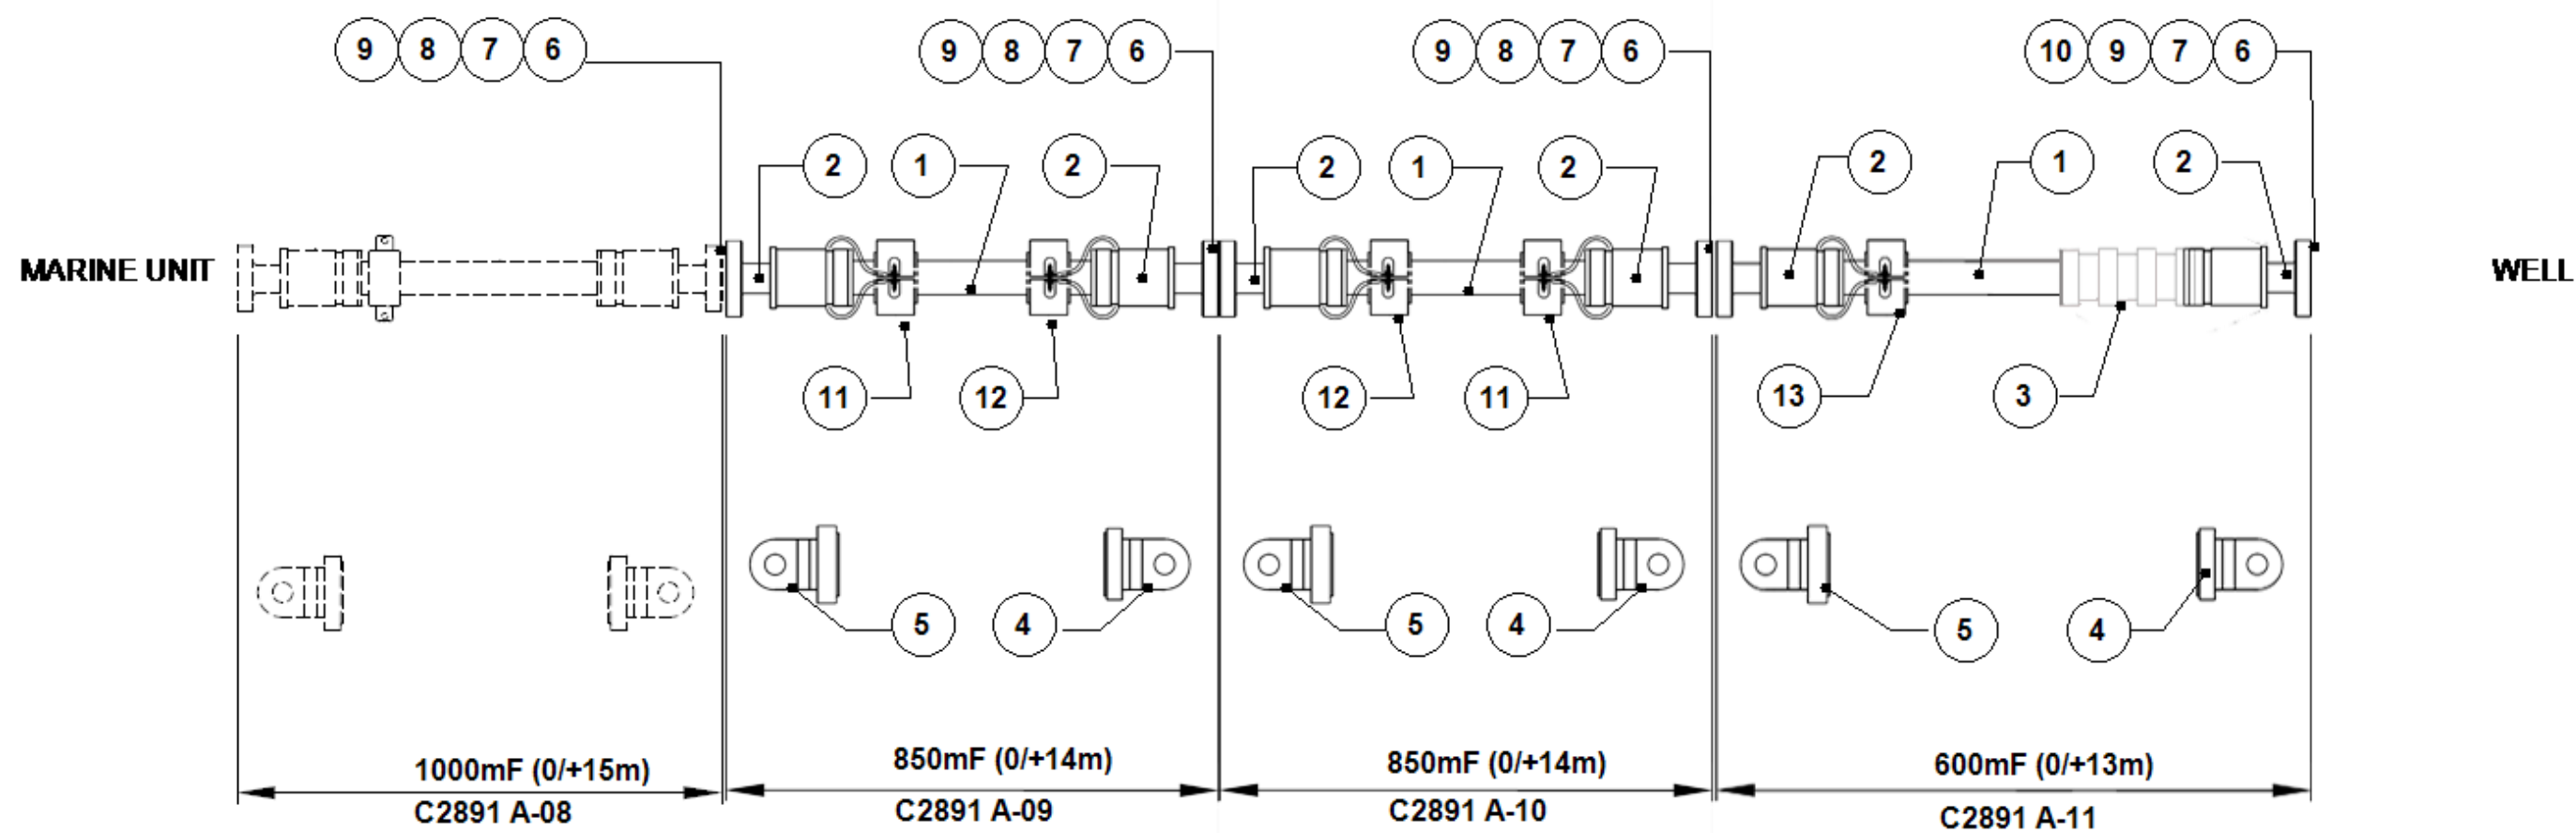 9 8 7 6
9 8 7 6
9 8 7 6
10 9 7 6
2 1 2
2 1 2
2 1 2
MARINE UNIT
WELL
11 12
12 11
13 3
5 4
5 4
5 4
1000mF (0/+15m)
C2891 A-08
850mF (0/+14m)
C2891 A-09
850mF (0/+14m)
C2891 A-10
600mF (0/+13m)
C2891 A-11